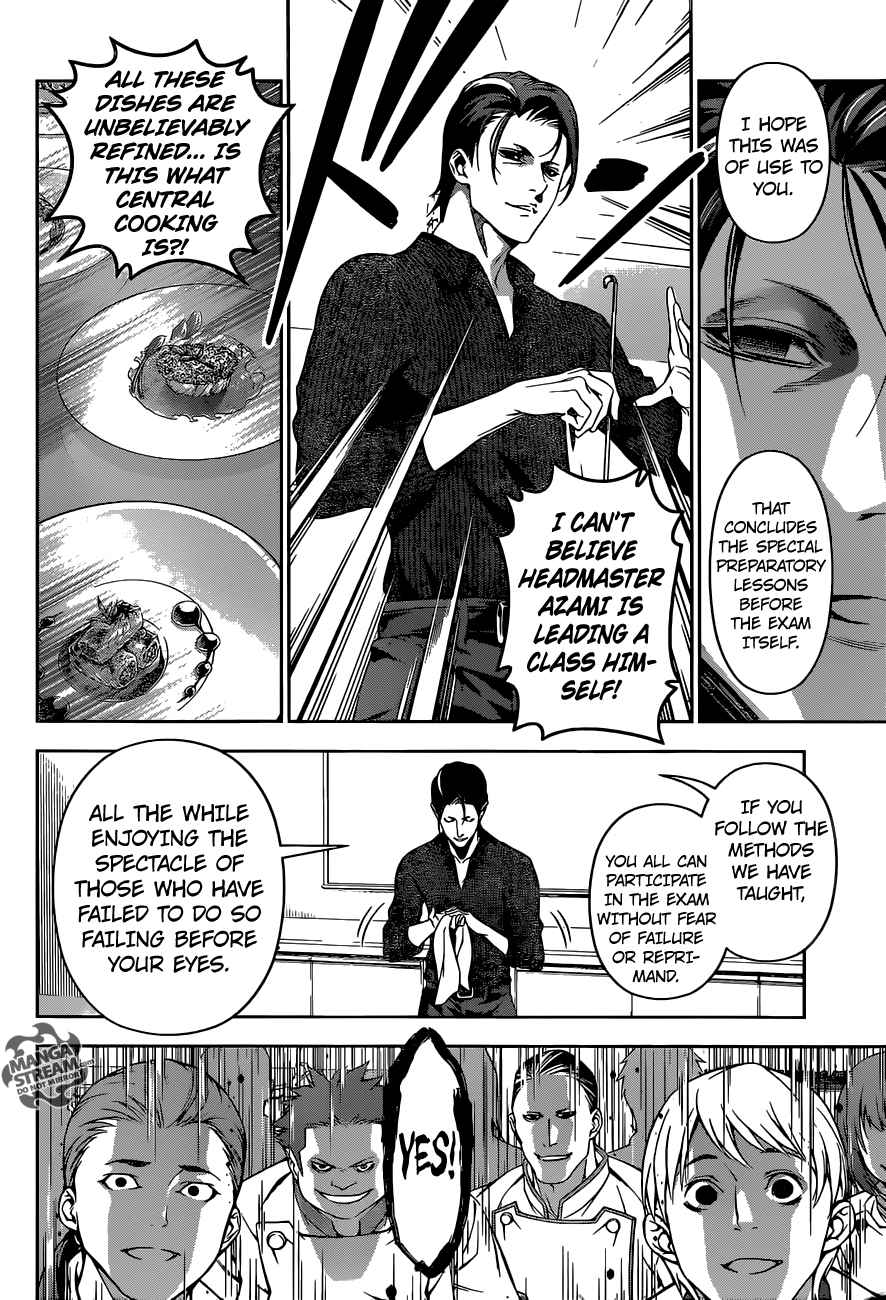 I HOPE
THIS WAS
OF USE TO
YOU.
THAT
CONCLUDES
THE SPECIAL
PREPARATORY
LESSONS
BEFORE
THE EXAM
ITSELF.
I CAN'T
BELIEVE
HEADMASTER
AZAMI IS
LEADING A
CLASS HIM-
SELF!
ALL THESE
DISHES ARE
UNBELIEVABLY
REFINED... IS
THIS WHAT
CENTRAL
COOKING
IS?!
IF YOU
FOLLOW THE
METHODS
WE HAVE
TAUGHT,
YOU ALL CAN
PARTICIPATE
IN THE EXAM
WITHOUT FEAR
OF FAILURE
OR REPRI-
MAND.
ALL THE WHILE
ENJOYING THE
SPECTACLE OF
THOSE WHO HAVE
FAILED TO DO SO
FAILING BEFORE
YOUR EYES.
YES!
MANGA
STREAM.com
DO NOT MIRROR!